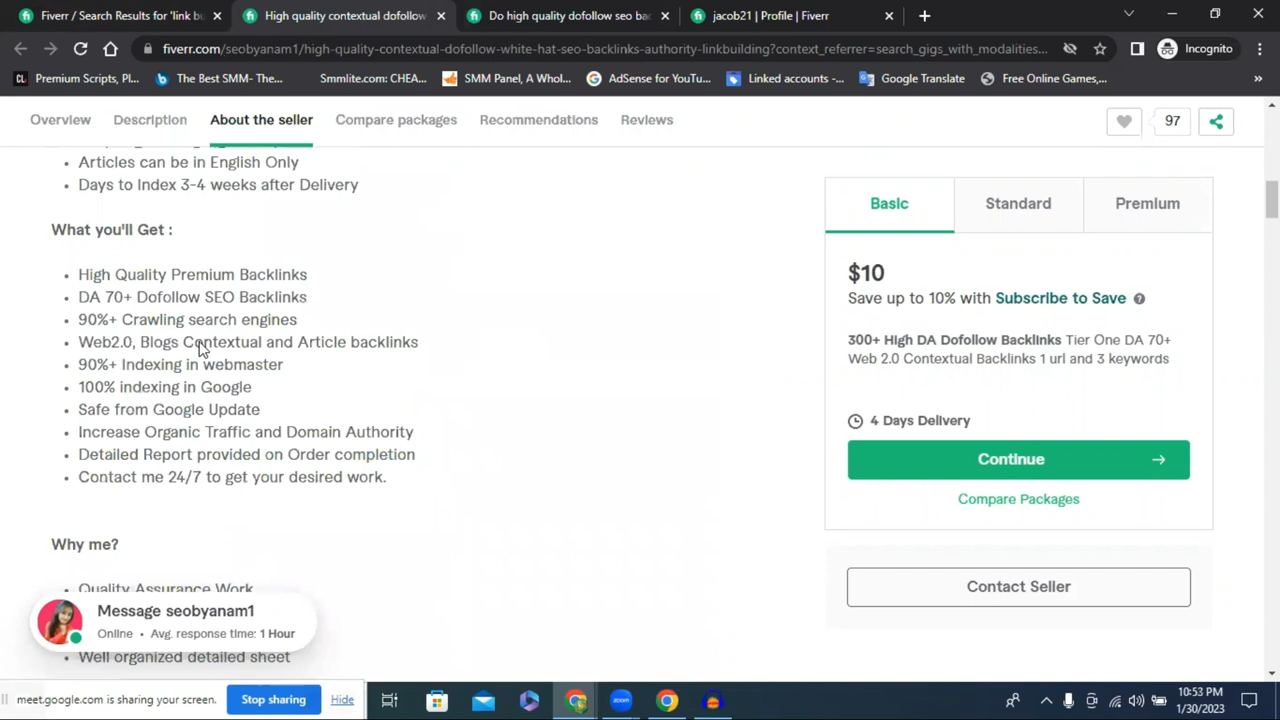 Fiverr / Search Results for 'link bu
High quality contextual dofollow
Do high quality dofollow seo ba
jacob21 | Profile | Fiverr
fiverr.com/seobyanam1/high-quality-contextual-dofollow-white-hat-seo-backlinks-authority-linkbuilding?context_referrer=search_gigs_with_modalities...
Incognito
Premium Scripts, Pl...
The Best SMM- The...
Smmlite.com: CHEA...
SMM Panel, A Whol...
AdSense for YouTu...
Linked accounts -...
Google Translate
Free Online Games,...
Overview
Description
About the seller
Compare packages
Recommendations
Reviews
97
Articles can be in English Only
Days to Index 3-4 weeks after Delivery
What you'll Get :
High Quality Premium Backlinks
DA 70+ Dofollow SEO Backlinks
90%+ Crawling search engines
Web2.0, Blogs Contextual and Article backlinks
90%+ Indexing in webmaster
100% indexing in Google
Safe from Google Update
Increase Organic Traffic and Domain Authority
Detailed Report provided on Order completion
Contact me 24/7 to get your desired work.
Why me?
Quality Assurance Work
Well organized detailed sheet
Message seobyanam1
Online • Avg. response time: 1 Hour
Basic
Standard
Premium
$10
Save up to 10% with Subscribe to Save
300+ High DA Dofollow Backlinks Tier One DA 70+
Web 2.0 Contextual Backlinks 1 url and 3 keywords
4 Days Delivery
Continue
Compare Packages
Contact Seller
meet.google.com is sharing your screen.
Stop sharing
Hide
zoom
10:53 PM
1/30/2023